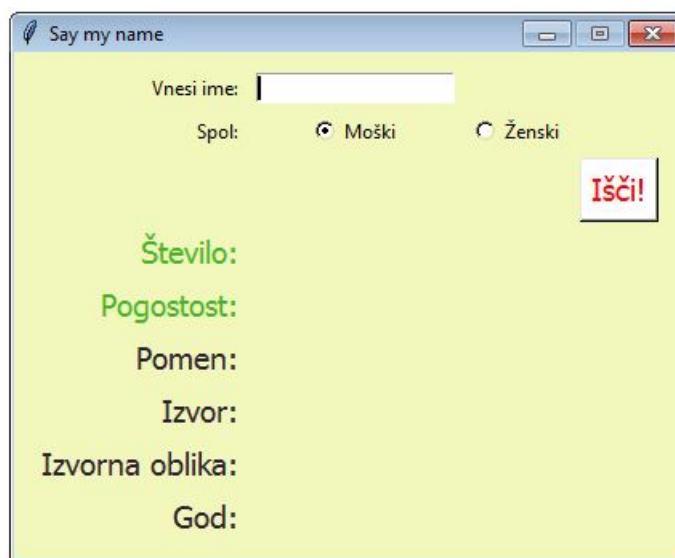 Say my name
Vnesi ime:
Spol: Moški Ženski
Išči!
Število:
Pogostost:
Pomen:
Izvor:
Izvorna oblika:
God: